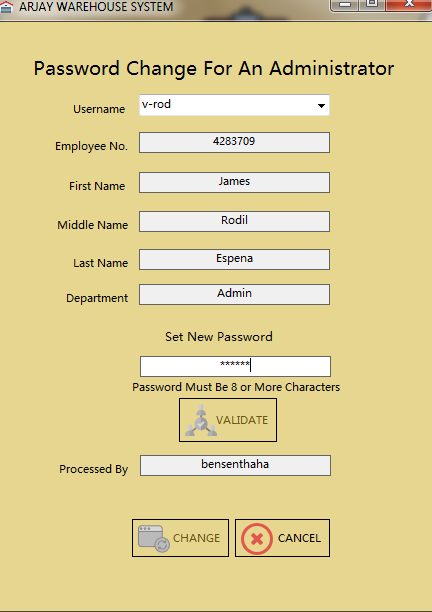 ARJAY WAREHOUSE SYSTEM
Password Change For An Administrator
Username v-rod
Employee No. 4283709
First Name James
Middle Name Rodil
Last Name Espena
Department Admin
Set New Password
******
Password Must Be 8 or More Characters
VALIDATE
Processed By bensenthaha
CHANGE CANCEL